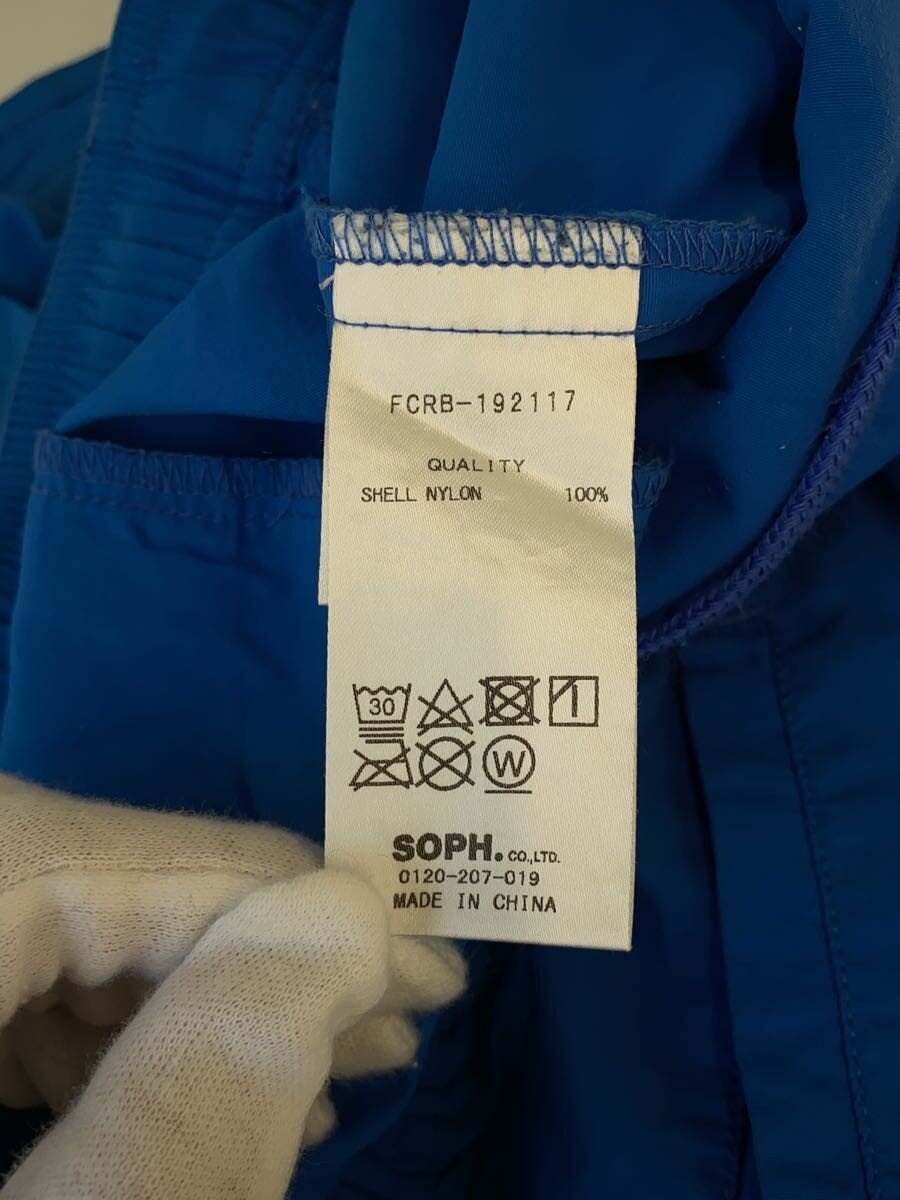 FCRB-192117
QUALITY
SHELL NYLON 100%
30
W
SOPH. CO.,LTD.
0120-207-019
MADE IN CHINA